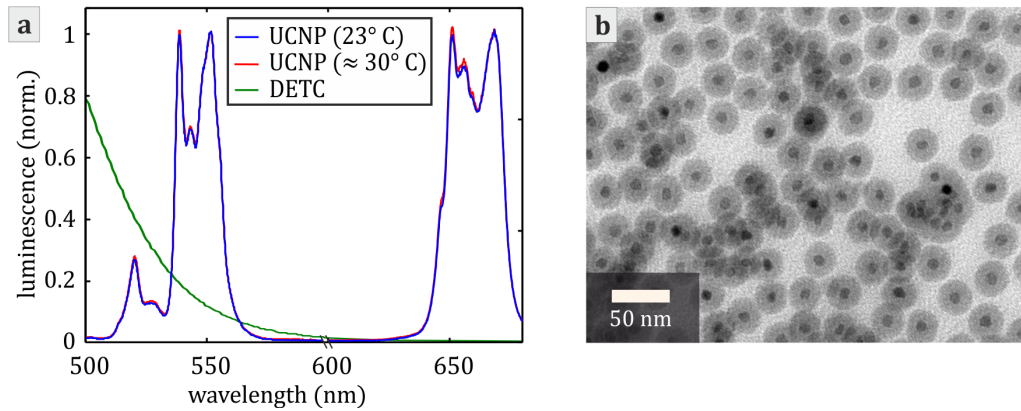 a
luminescence (norm.)
1
0.8
0.6
0.4
0.2
0
UCNP (23° C)
UCNP (≈ 30° C)
DETC
500 550 600 650
wavelength (nm)
b
50 nm